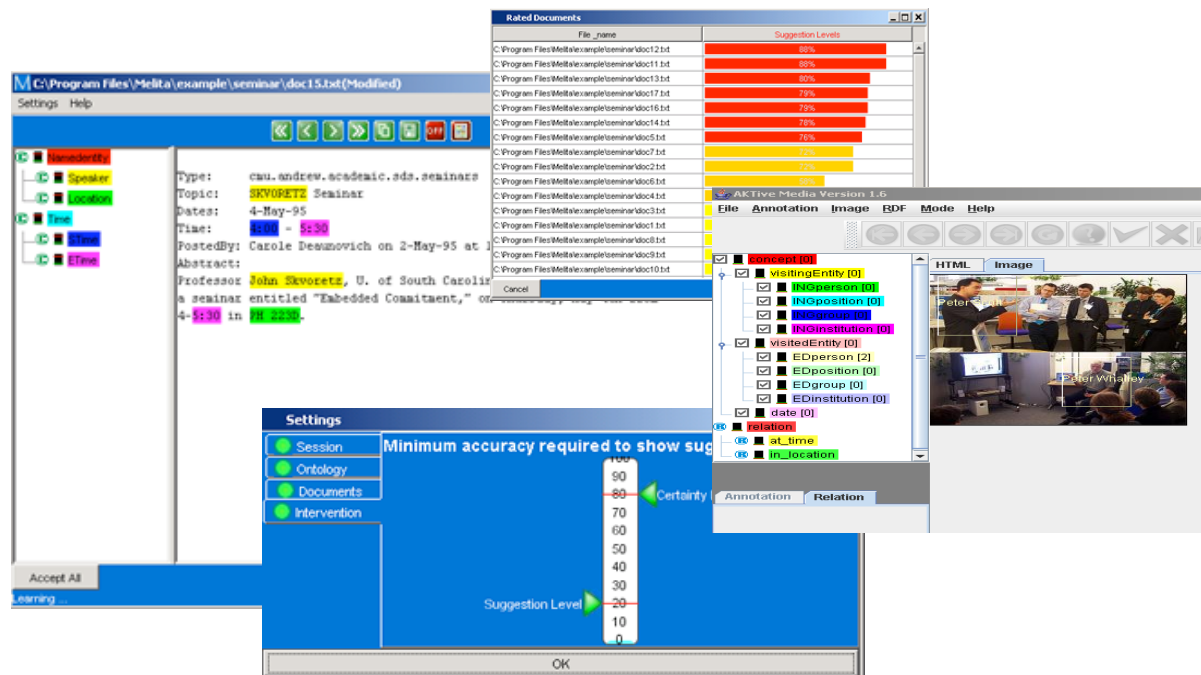 Rated Documents
File _name
Suggestion Levels
C:\Program Files\Melita\example\seminar\doc12.txt 88%
C:\Program Files\Melita\example\seminar\doc11.txt 88%
C:\Program Files\Melita\example\seminar\doc13.txt 80%
C:\Program Files\Melita\example\seminar\doc17.txt 79%
C:\Program Files\Melita\example\seminar\doc16.txt 79%
C:\Program Files\Melita\example\seminar\doc14.txt 78%
C:\Program Files\Melita\example\seminar\doc5.txt 76%
C:\Program Files\Melita\example\seminar\doc7.txt 72%
C:\Program Files\Melita\example\seminar\doc2.txt 72%
C:\Program Files\Melita\example\seminar\doc6.txt
C:\Program Files\Melita\example\seminar\doc4.txt
C:\Program Files\Melita\example\seminar\doc3.txt
C:\Program Files\Melita\example\seminar\doc1.txt
C:\Program Files\Melita\example\seminar\doc8.txt
C:\Program Files\Melita\example\seminar\doc9.txt
C:\Program Files\Melita\example\seminar\doc10.txt
Cancel
C:\Program Files\Melita\example\seminar\doc15.txt(Modified)
Settings Help
OFF
Namedentity
Speaker
Location
Time
STime
ETime
Type: cmu.andrew.academic.sds.seminars
Topic: SKVORETZ Seminar
Dates: 4-May-95
Time: 4:00 - 5:30
PostedBy: Carole Deaunovich on 2-May-95 at
Abstract:
Professor John Skvoretz, U. of South
a seminar entitled "Embedded Commitment," on
4-5:30 in PH 223D.
Accept All
Learning ...
AKTive Media Version 1.6
File Annotation Image RDF Mode Help
concept [0]
visitingEntity [0]
INGperson [0]
INGposition [0]
INGgroup [0]
INGinstitution [0]
visitedEntity [0]
EDperson [2]
EDposition [0]
EDgroup [0]
EDinstitution [0]
date [0]
relation
at_time
in_location
HTML Image
Peter
Peter Whalley
Annotation Relation
Settings
Session
Ontology
Documents
Intervention
Minimum accuracy required to show
100
90
80
Certainty
70
60
50
40
30
Suggestion Level
20
10
0
OK